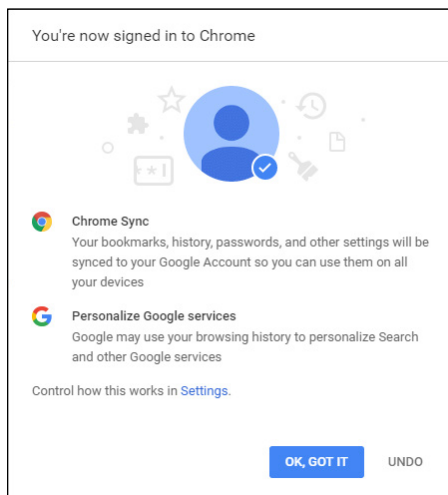 You're now signed in to Chrome
**I
Chrome Sync
Your bookmarks, history, passwords, and other settings will be
synced to your Google Account so you can use them on all
your devices
Personalize Google services
Google may use your browsing history to personalize Search
and other Google services
Control how this works in Settings.
OK, GOT IT UNDO